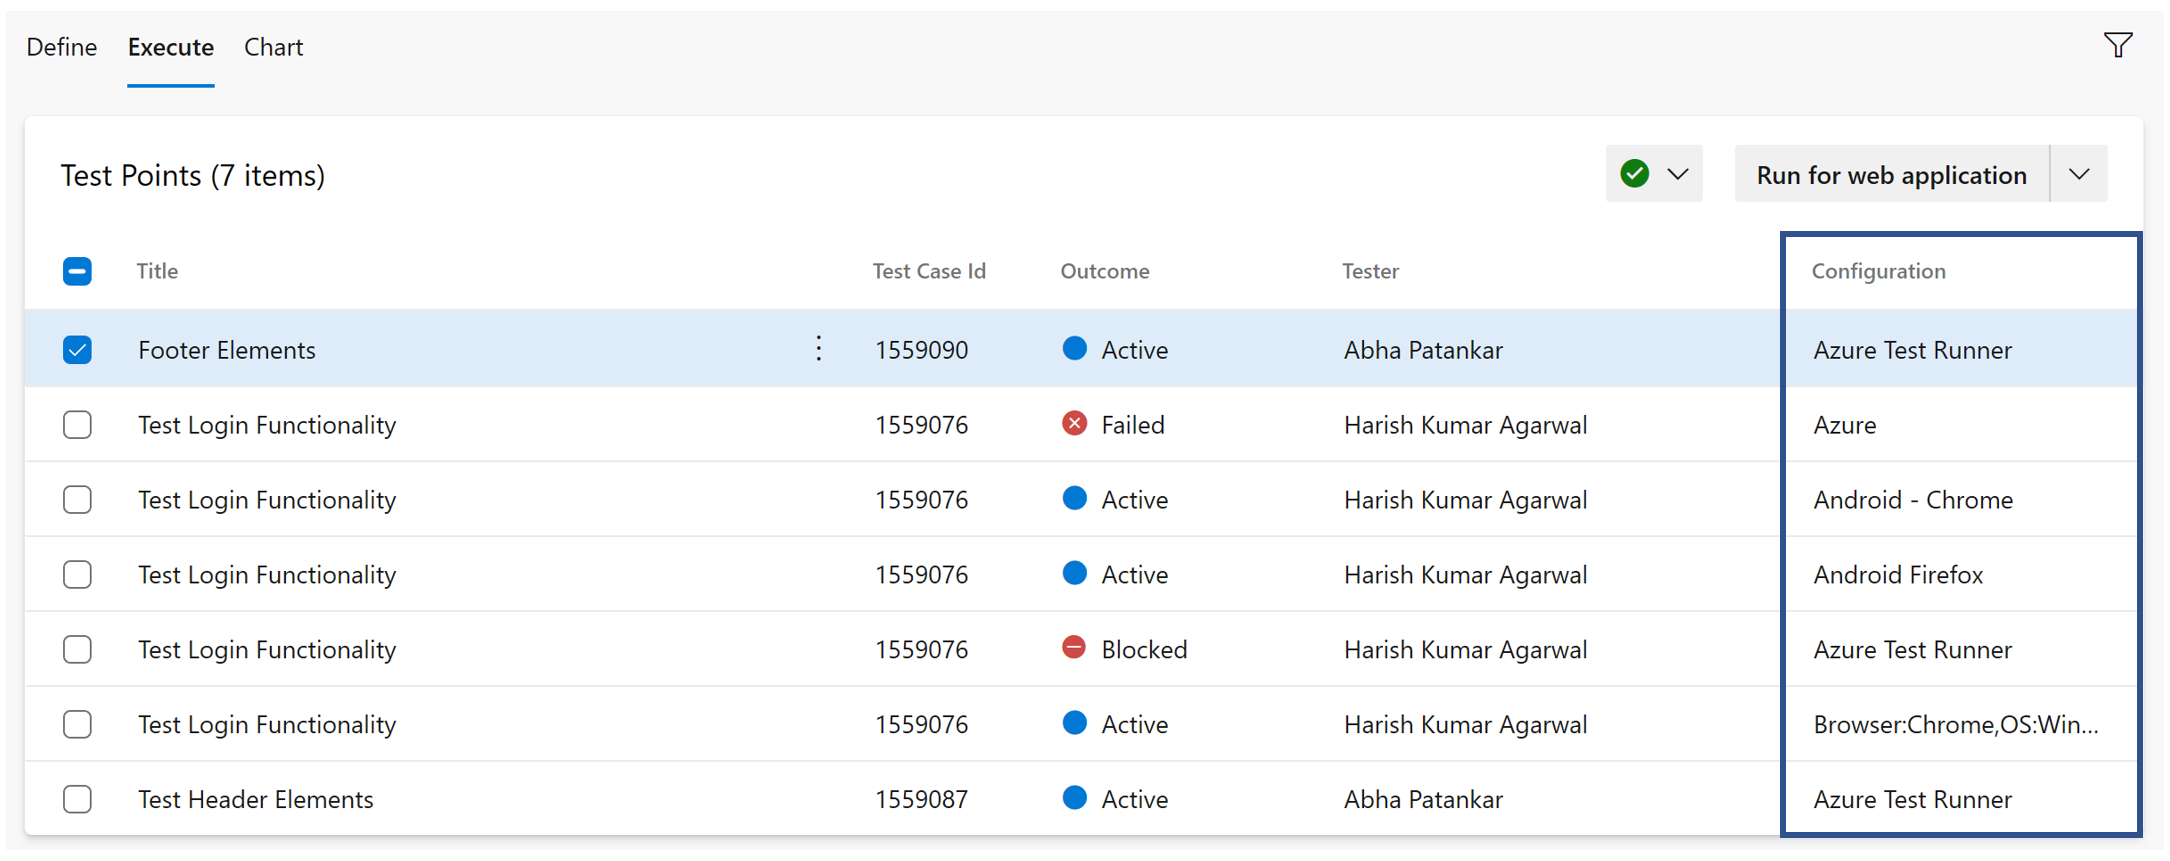 Define Execute Chart
Test Points (7 items) Run for web application
Title Test Case Id Outcome Tester Configuration
Footer Elements 1559090 Active Abha Patankar Azure Test Runner
Test Login Functionality 1559076 Failed Harish Kumar Agarwal Azure
Test Login Functionality 1559076 Active Harish Kumar Agarwal Android - Chrome
Test Login Functionality 1559076 Active Harish Kumar Agarwal Android Firefox
Test Login Functionality 1559076 Blocked Harish Kumar Agarwal Azure Test Runner
Test Login Functionality 1559076 Active Harish Kumar Agarwal Browser:Chrome,OS:Win...
Test Header Elements 1559087 Active Abha Patankar Azure Test Runner